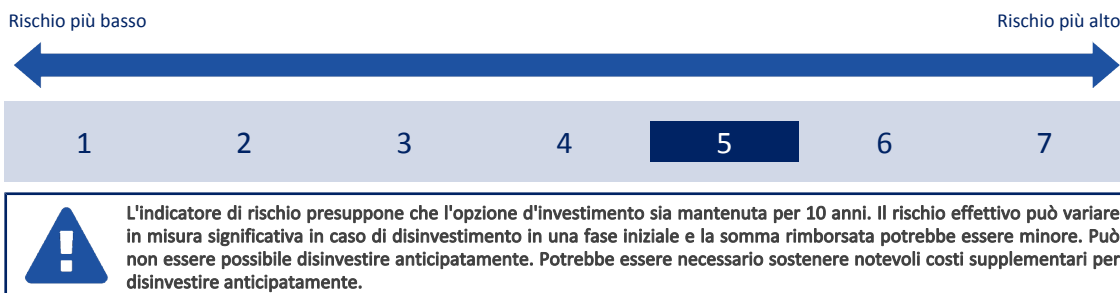 Rischio più basso Rischio più alto
1 2 3 4 5 6 7
L'indicatore di rischio presuppone che l'opzione d'investimento sia mantenuta per 10 anni. Il rischio effettivo può variare
in misura significativa in caso di disinvestimento in una fase iniziale e la somma rimborsata potrebbe essere minore. Può
non essere possibile disinvestire anticipatamente. Potrebbe essere necessario sostenere notevoli costi supplementari per
disinvestire anticipatamente.